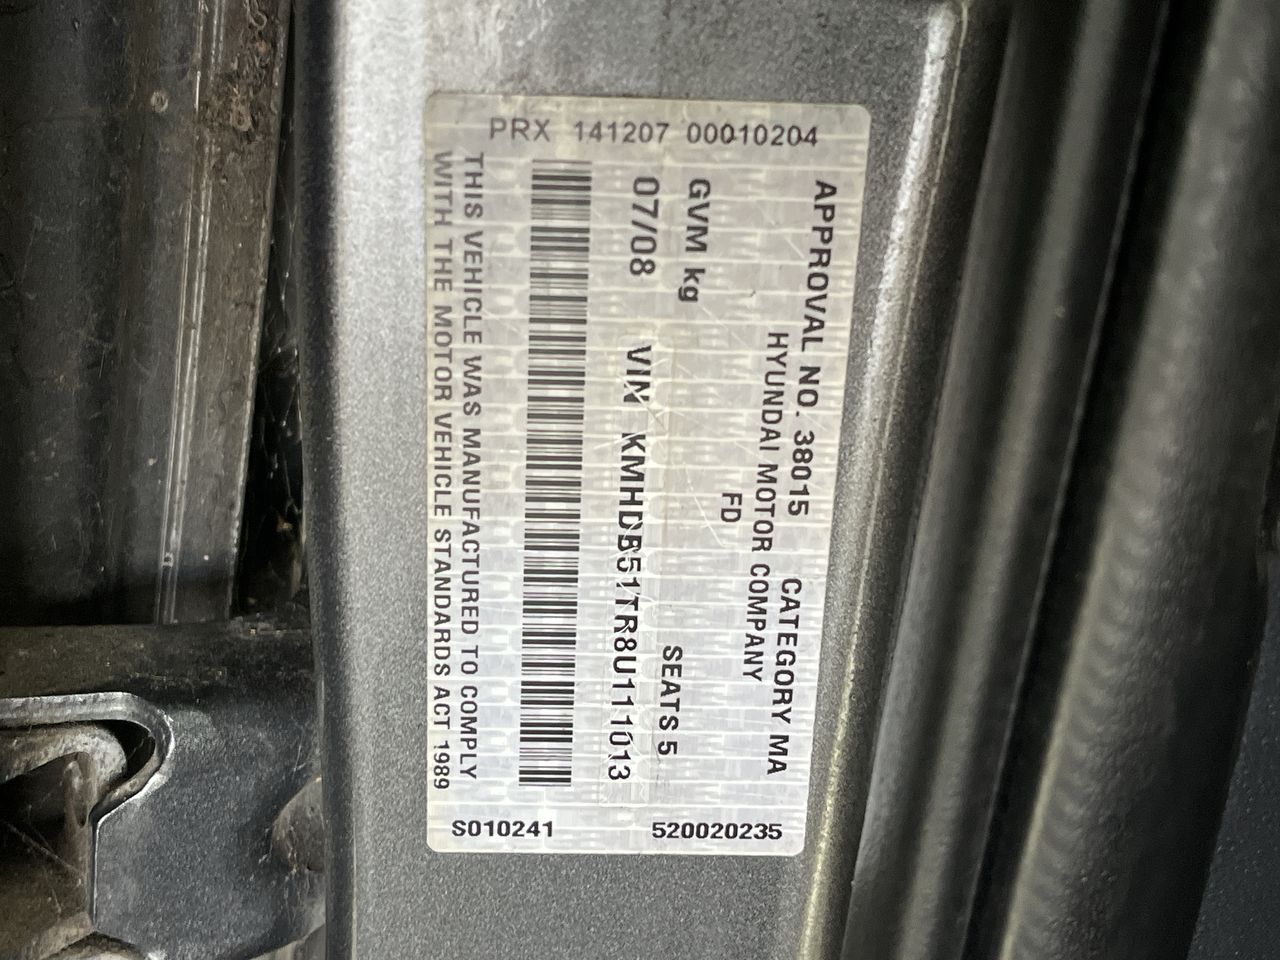 PRX 141207 00010204
APPROVAL NO. 38015 CATEGORY MA
HYUNDAI MOTOR COMPANY
FD
GVM kg SEATS 5
07/08 VIN KMHDB51TR8U111013
THIS VEHICLE WAS MANUFACTURED TO COMPLY
WITH THE MOTOR VEHICLE STANDARDS ACT 1989
S010241 520020235